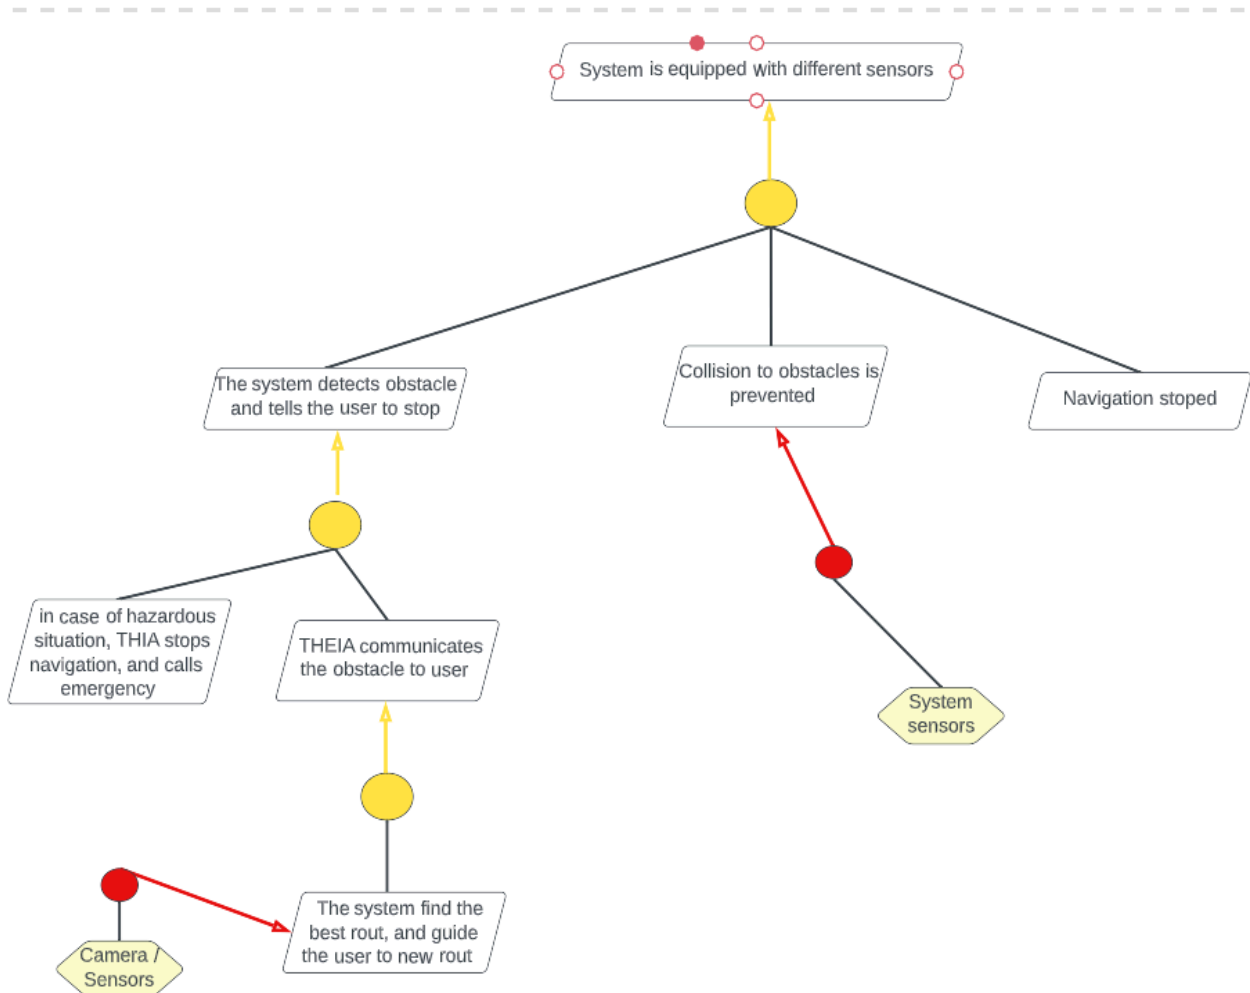 System is equipped with different sensors
The system detects obstacle
and tells the user to stop
Collision to obstacles is
prevented
Navigation stoped
in case of hazardous
situation, THIA stops
navigation, and calls
emergency
THEIA communicates
the obstacle to user
System
sensors
The system find the
best rout, and guide
the user to new rout
Camera /
Sensors